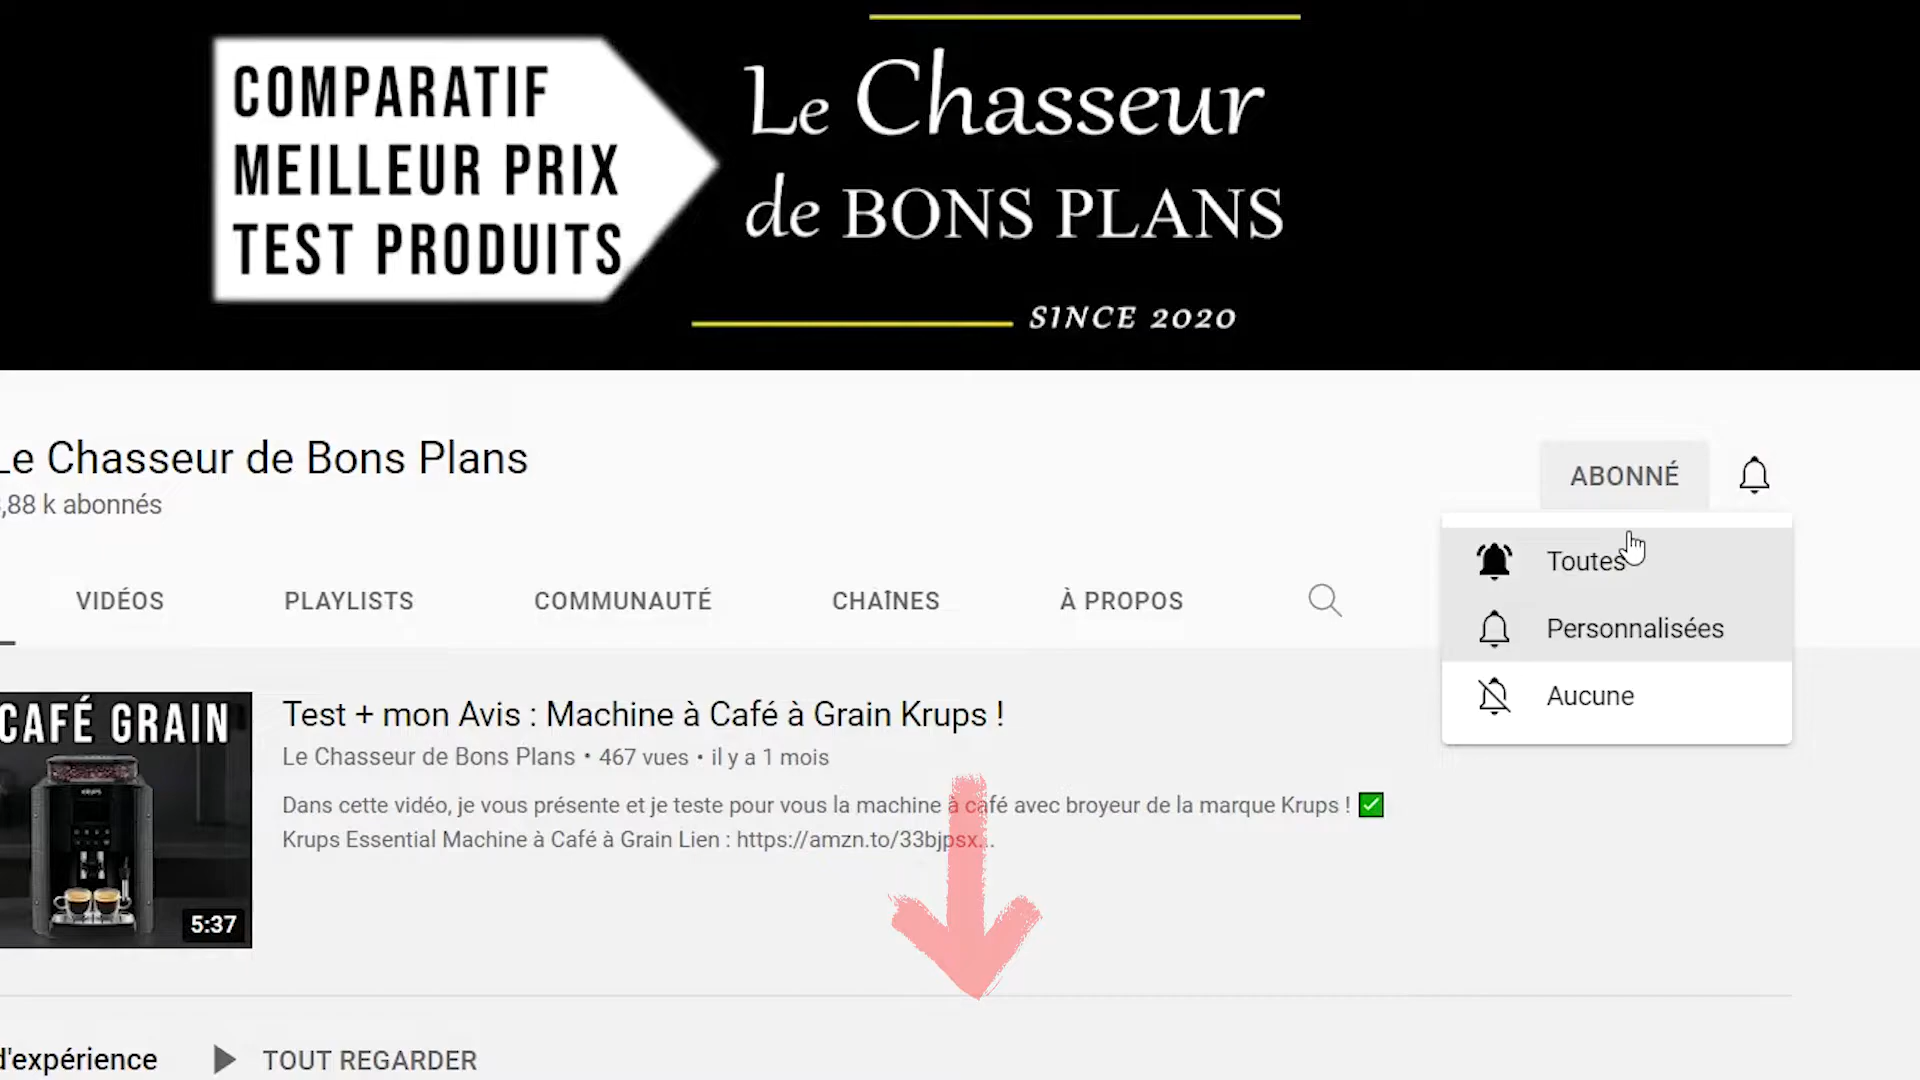 COMPARATIF
MEILLEUR PRIX
TEST PRODUITS
Le Chasseur
de BONS PLANS
SINCE 2020
Le Chasseur de Bons Plans
,88 k abonnés
ABONNÉ
Toutes
Personnalisées
Aucune
VIDÉOS
PLAYLISTS
COMMUNAUTÉ
CHAÎNES
À PROPOS
CAFÉ GRAIN
KRUPS
5:37
Test + mon Avis : Machine à Café à Grain Krups !
Le Chasseur de Bons Plans • 467 vues • il y a 1 mois
Dans cette vidéo, je vous présente et je teste pour vous la machine à café avec broyeur de la marque Krups ! ✅
Krups Essential Machine à Café à Grain Lien : https://amzn.to/33bjpsx...
d'expérience
TOUT REGARDER